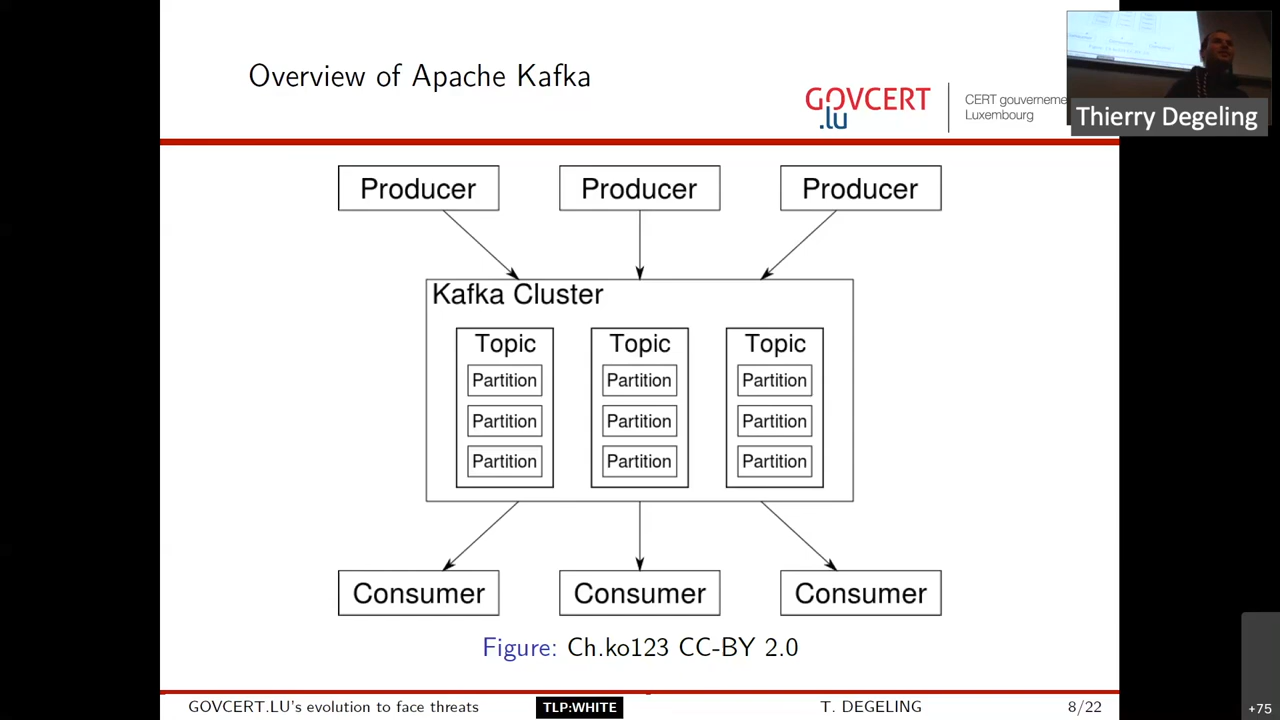 Overview of Apache Kafka
GOVCERT
.lu
CERT gouverneme
Luxembourg
Thierry Degeling
Producer
Producer
Producer
Kafka Cluster
Topic
Topic
Topic
Partition
Partition
Partition
Partition
Partition
Partition
Partition
Partition
Partition
Consumer
Consumer
Consumer
Figure: Ch.ko123 CC-BY 2.0
GOVCERT.LU's evolution to face threats
TLP:WHITE
T. DEGELING
8/22
+75